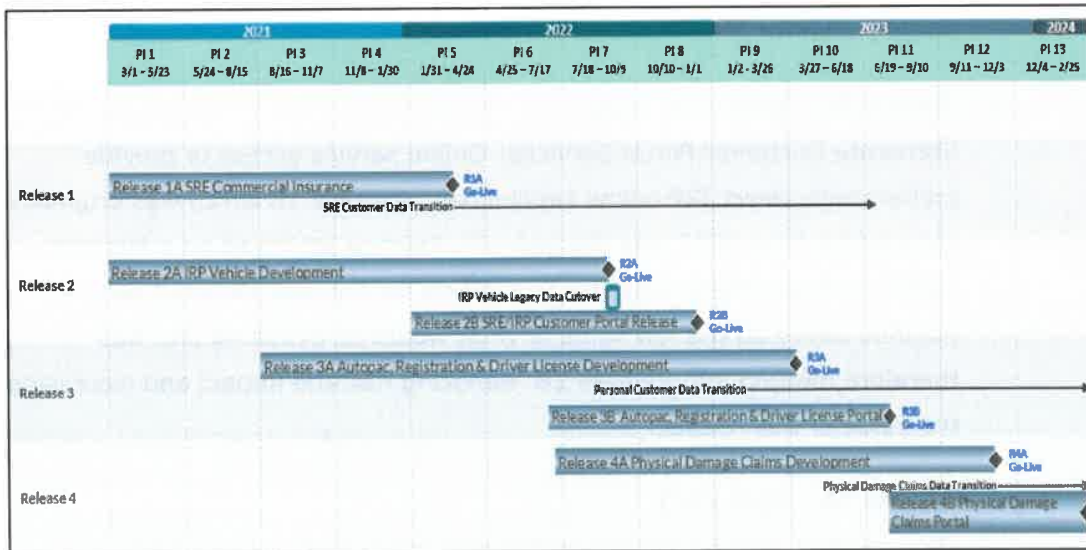 2021 2022 2023 2024
PI 1 PI 2 PI 3 PI 4 PI 5 PI 6 PI 7 PI 8 PI 9 PI 10 PI 11 PI 12 PI 13
3/1 – 5/23 5/24 – 8/15 8/16 – 11/7 11/8 – 1/30 1/31 – 4/24 4/25 – 7/17 7/18 – 10/9 10/10 – 1/1 1/2 – 3/26 3/27 – 6/18 6/19 – 9/10 9/11 – 12/3 12/4 – 2/25
Release 1
Release 1A SRE Commercial Insurance
R1A
Go-Live
SRE Customer Data Transition
Release 2
Release 2A IRP Vehicle Development
R2A
Go-Live
IRP Vehicle Legacy Data Cutover
Release 2B SRE/IRP Customer Portal Release
R2B
Go-Live
Release 3
Release 3A Autopac, Registration & Driver License Development
R3A
Go-Live
Personal Customer Data Transition
Release 3B Autopac, Registration & Driver License Portal
R3B
Go-Live
Release 4
Release 4A Physical Damage Claims Development
R4A
Go-Live
Physical Damage Claims Data Transition
Release 4B Physical Damage
Claims Portal